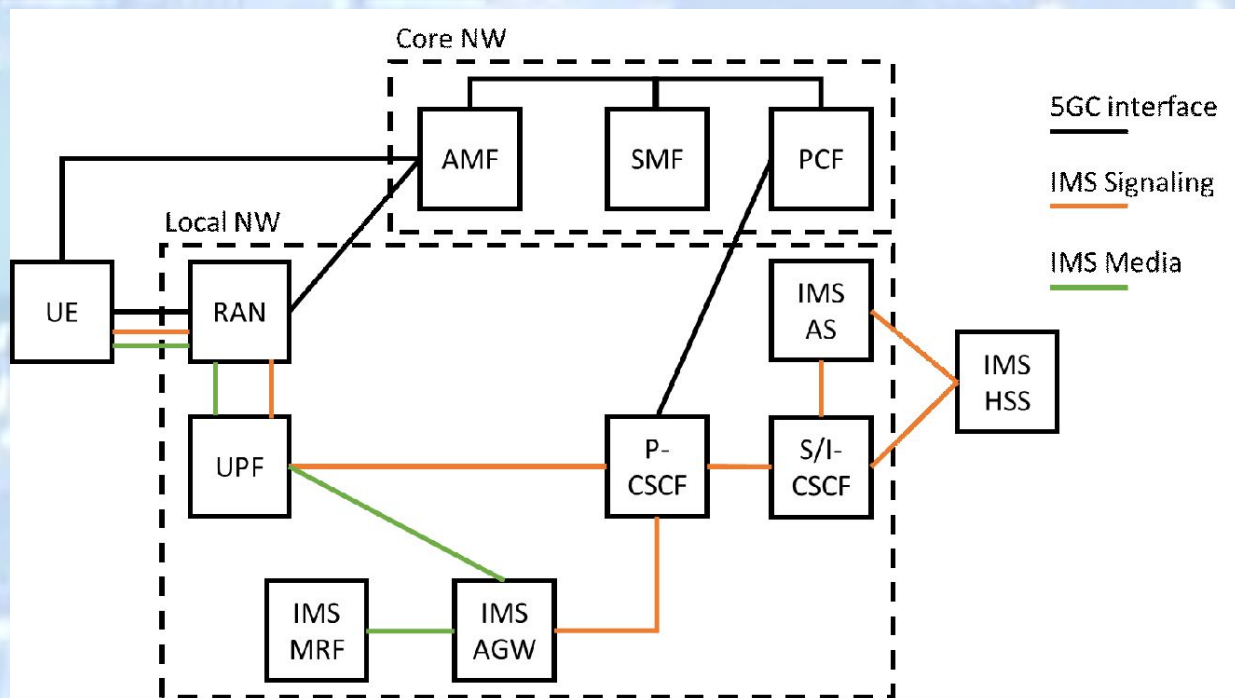 Core NW
5GC interface
AMF
SMF
PCF
IMS Signaling
Local NW
IMS Media
UE
RAN
IMS
AS
IMS
HSS
UPF
P-
CSCF
S/I-
CSCF
IMS
MRF
IMS
AGW